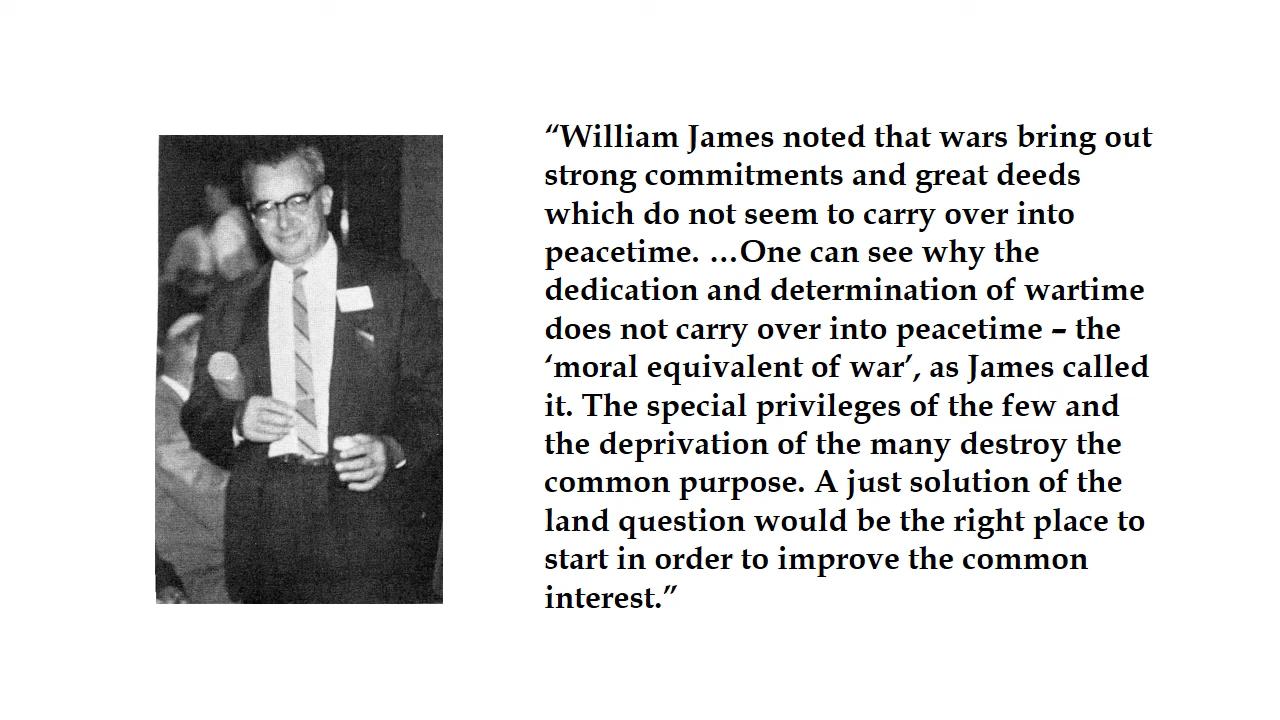 “William James noted that wars bring out
strong commitments and great deeds
which do not seem to carry over into
peacetime. …One can see why the
dedication and determination of wartime
does not carry over into peacetime – the
‘moral equivalent of war’, as James called
it. The special privileges of the few and
the deprivation of the many destroy the
common purpose. A just solution of the
land question would be the right place to
start in order to improve the common
interest.”